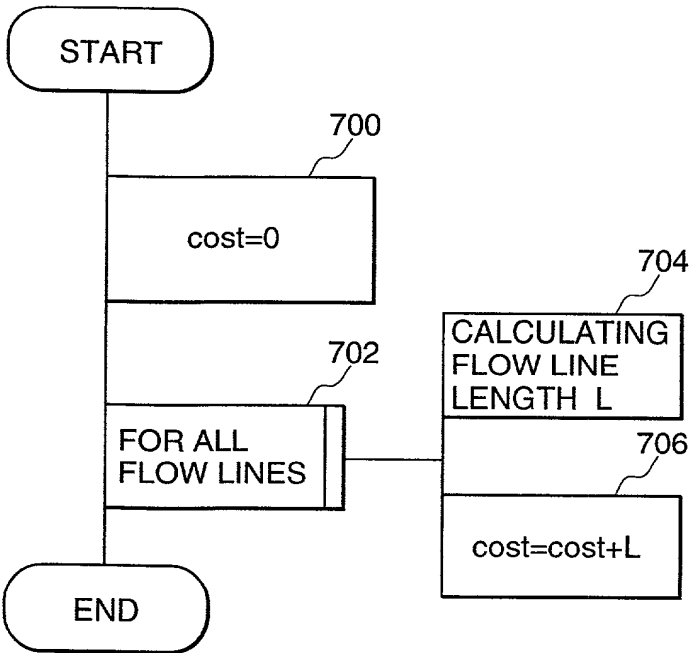 START
700
cost=0
702
FOR ALL
FLOW LINES
704
CALCULATING
FLOW LINE
LENGTH L
706
cost=cost+L
END